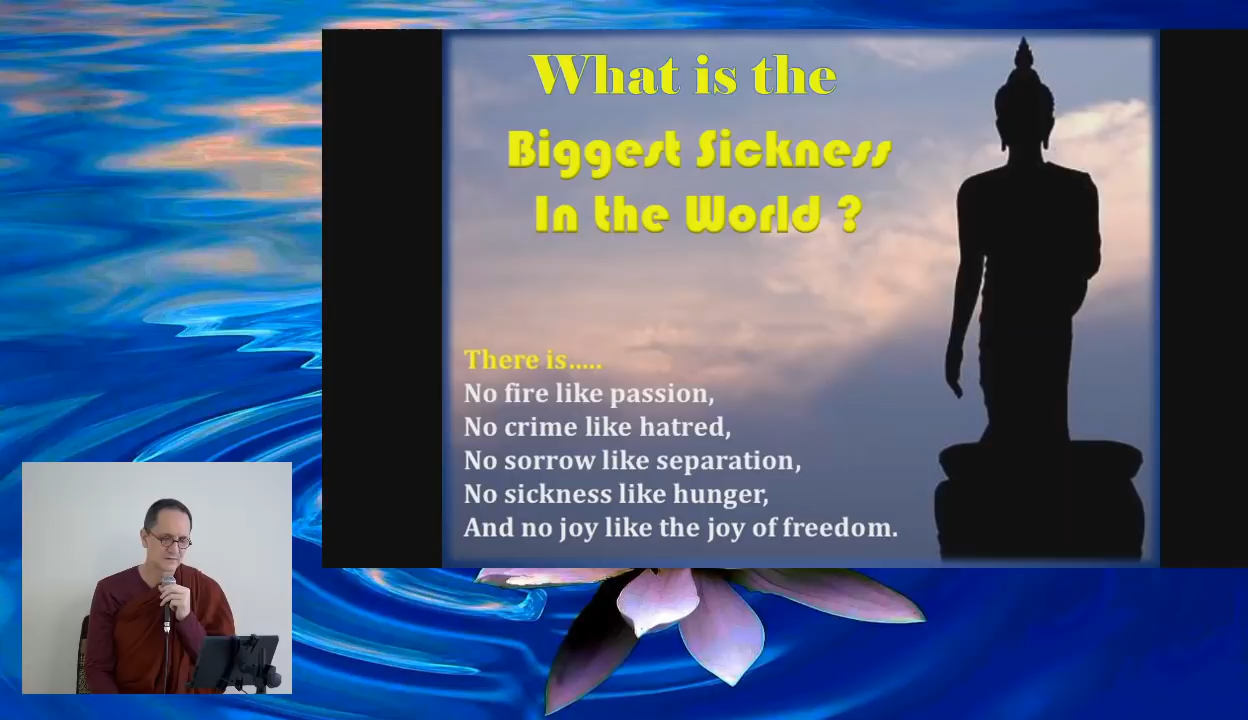 What is the
Biggest Sickness
In the World ?
There is.....
No fire like passion,
No crime like hatred,
No sorrow like separation,
No sickness like hunger,
And no joy like the joy of freedom.